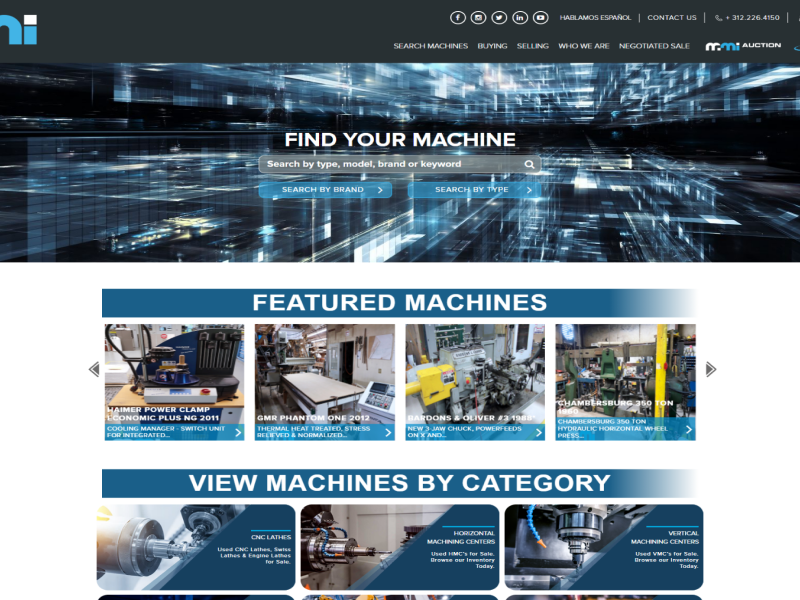 HABLAMOS ESPAÑOL
CONTACT US
+ 312.226.4150
SEARCH MACHINES BUYING SELLING WHO WE ARE NEGOTIATED SALE
AUCTION
FIND YOUR MACHINE
Search by type, model, brand or keyword
SEARCH BY BRAND
SEARCH BY TYPE
FEATURED MACHINES
HAIMER POWER CLAMP
ECONOMIC PLUS NG 2011
COOLING MANAGER - SWITCH UNIT
FOR INTEGRATED...
GMR PHANTOM ONE 2012
THERMAL HEAT TREATED, STRESS
RELIEVED & NORMALIZED...
BARDONS & OLIVER #3 1988'
NEW 3-JAW CHUCK, POWERFEEDS
ON X AND...
CHAMBERSBURG 350 TON
CHAMBERSBURG 350 TON
HYDRAULIC HORIZONTAL WHEEL
PRESS...
VIEW MACHINES BY CATEGORY
CNC LATHES
Used CNC Lathes, Swiss
Lathes & Engine Lathes
for Sale.
HORIZONTAL
MACHINING CENTERS
Used HMC's for Sale.
Browse our Inventory
Today.
VERTICAL
MACHINING CENTERS
Used VMC's for Sale.
Browse our Inventory
Today.